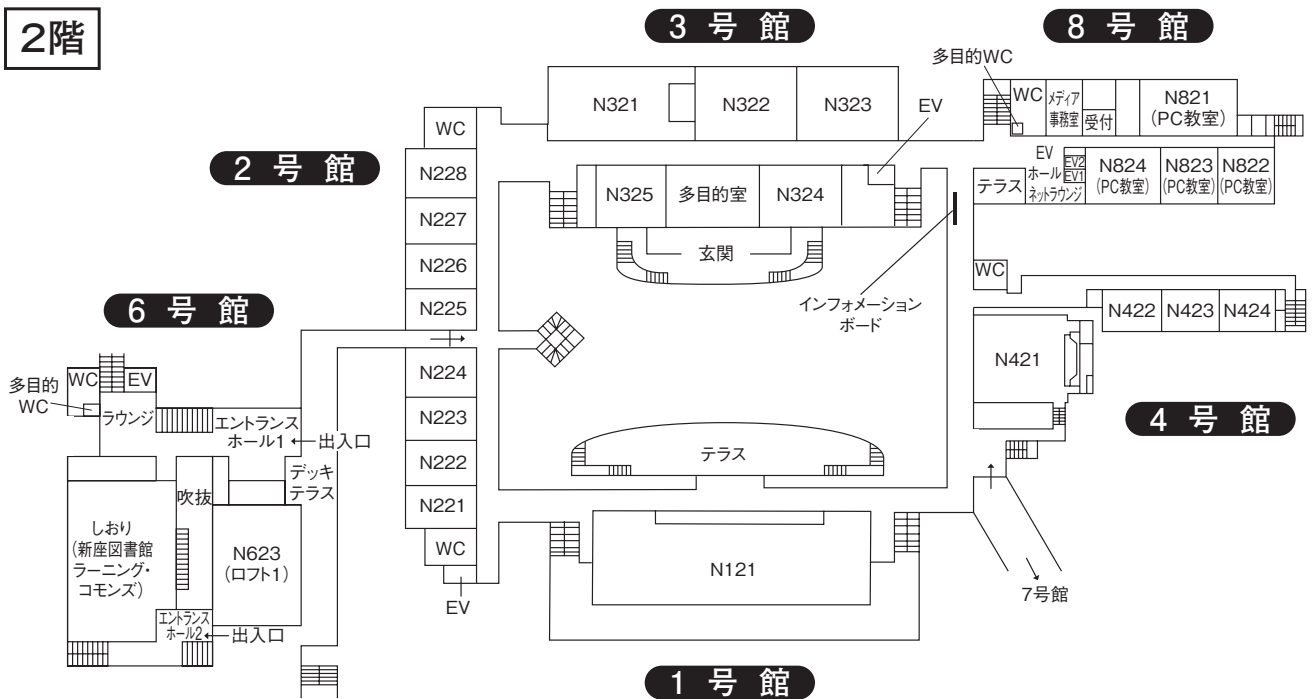 2階
3号館
8号館
多目的WC
N321
N322
N323
EV
WC
メディア
事務室
受付
N821
(PC教室)
WC
2号館
N228
N227
N226
N225
N325
多目的室
N324
玄関
テラス
EV
ホール
ネットラウンジ
EV2
EV1
N824
(PC教室)
N823
(PC教室)
N822
(PC教室)
WC
インフォメーション
ボード
6号館
N422
N423
N424
N421
4号館
N224
N223
N222
N221
WC
EV
多目的
WC
WC
EV
ラウンジ
エントランス
ホール1
←出入口
デッキ
テラス
吹抜
しおり
(新座図書館
ラーニング・
コモンズ)
N623
(ロフト1)
エントランス
ホール2
←出入口
テラス
N121
7号館
1号館